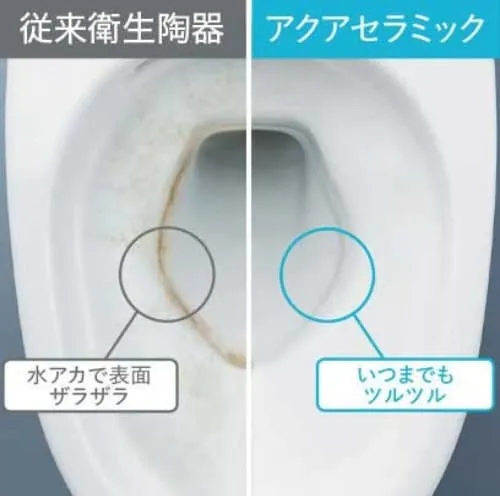 従来衛生陶器
アクアセラミック
水アカで表面
ザラザラ
いつまでも
ツルツル